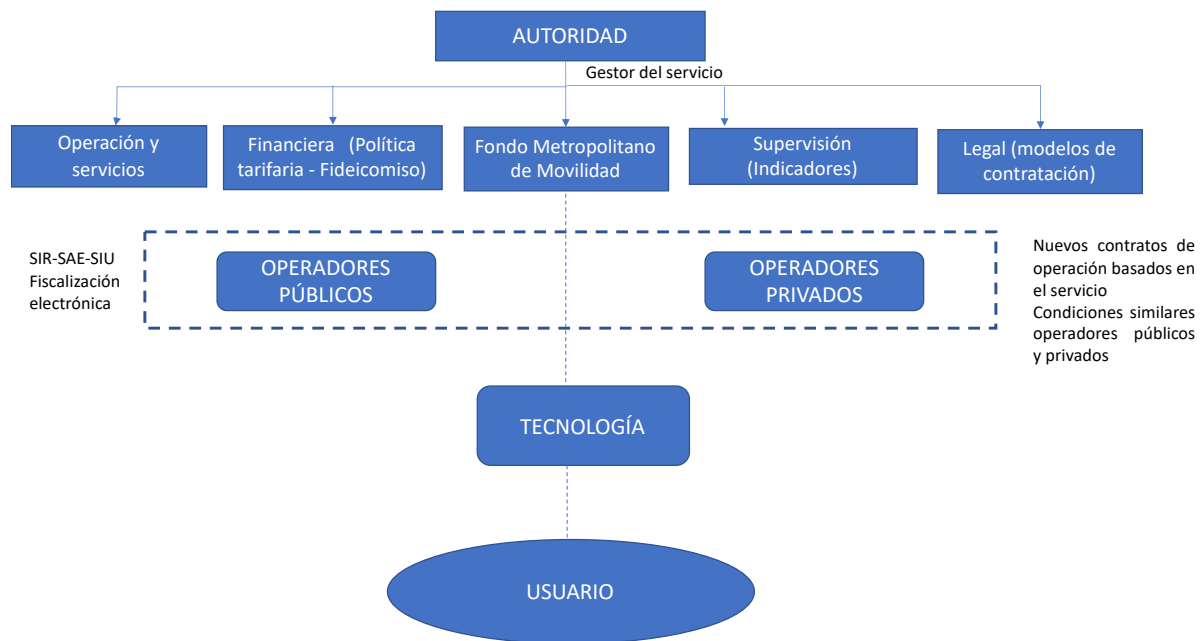 AUTORIDAD
Gestor del servicio
Operación y
servicios
Financiera (Política
tarifaria - Fideicomiso)
Fondo Metropolitano
de Movilidad
Supervisión
(Indicadores)
Legal (modelos de
contratación)
SIR-SAE-SIU
Fiscalización
electrónica
OPERADORES
PÚBLICOS
OPERADORES
PRIVADOS
Nuevos contratos de
operación basados en
el servicio
Condiciones similares
operadores públicos
y privados
TECNOLOGÍA
USUARIO